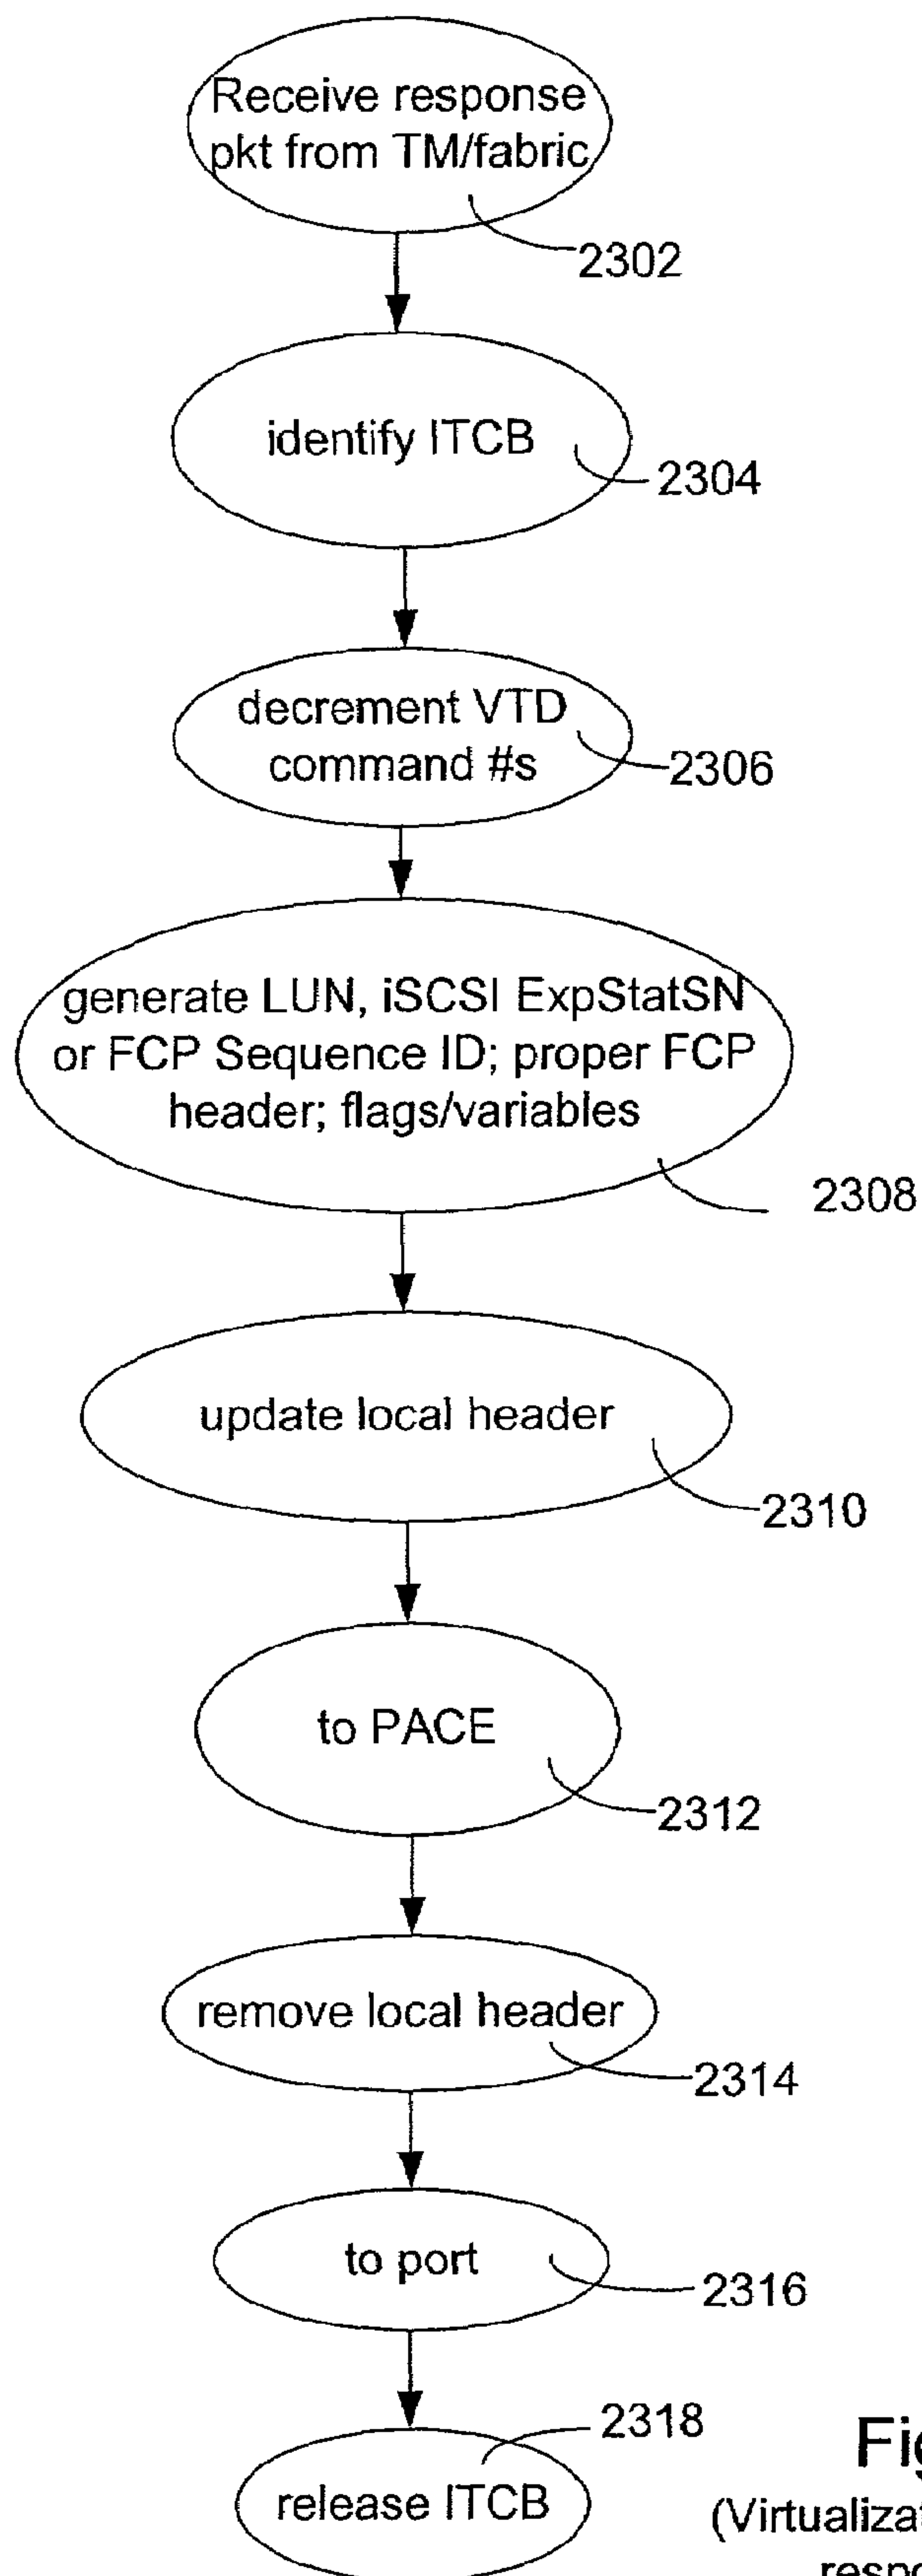 Receive response
pkt from TM/fabric
2302
identify ITCB
2304
decrement VTD
command #s
2306
generate LUN, iSCSI ExpStatSN
or FCP Sequence ID; proper FCP
header; flags/variables
2308
update local header
2310
to PACE
2312
remove local header
2314
to port
2316
2318
release ITCB